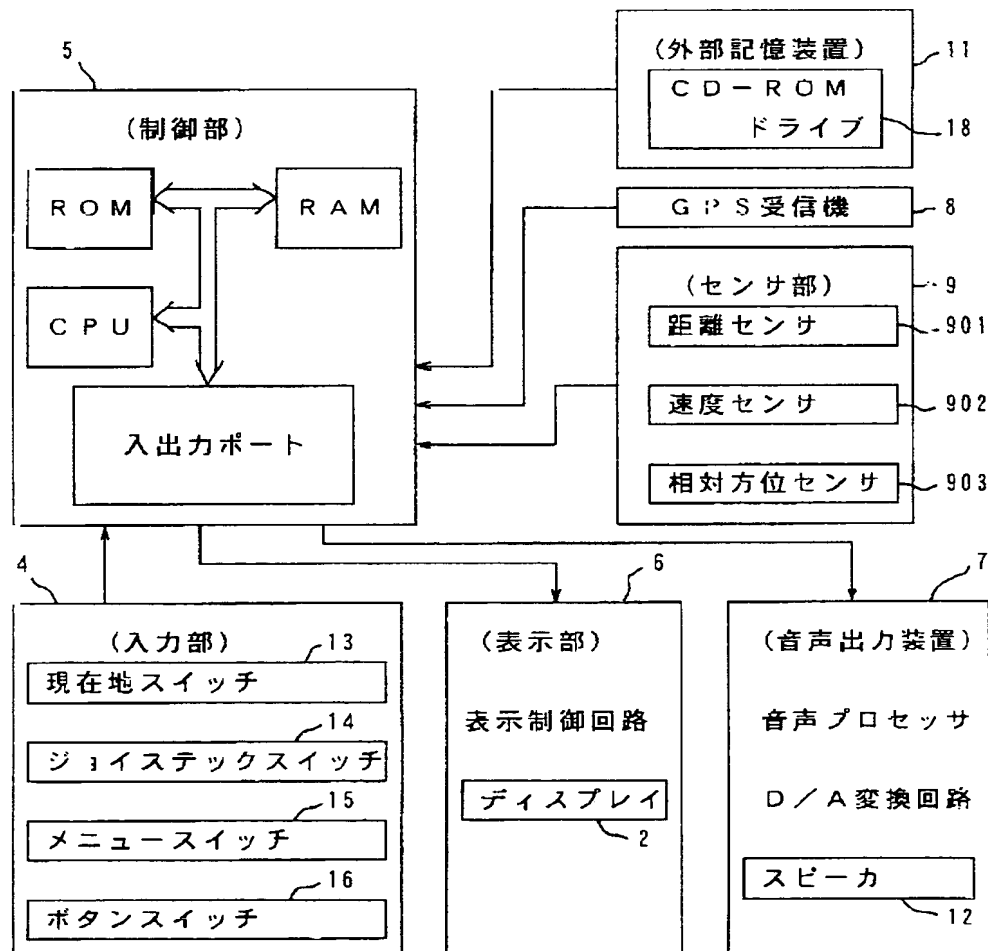 5
(制御部)
ROM
RAM
CPU
入出力ポート
(外部記憶装置)
11
CD-ROM
ドライブ
18
GPS受信機
8
(センサ部)
9
距離センサ
901
速度センサ
902
相対方位センサ
903
4
(入力部)
13
現在地スイッチ
14
ジョイステックスイッチ
15
メニュースイッチ
16
ボタンスイッチ
6
(表示部)
表示制御回路
ディスプレイ
2
7
(音声出力装置)
音声プロセッサ
D/A変換回路
スピーカ
12